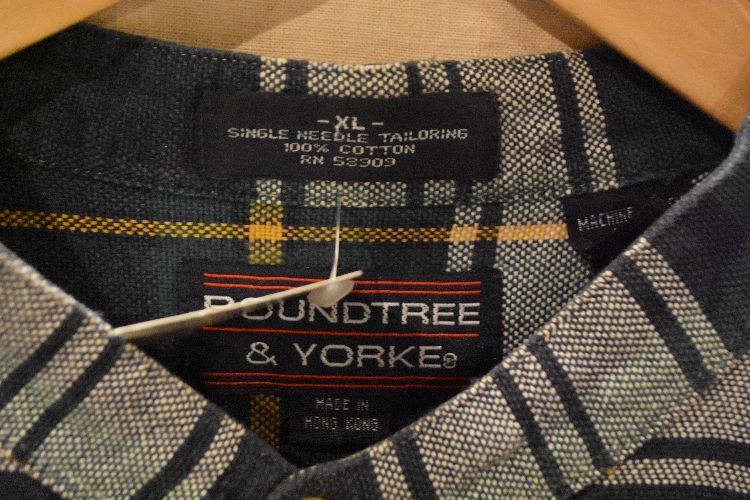 -XL-
SINGLE NEEDLE TAILORING
100% COTTON
RN 58909
MACHINE
ROUNDTREE
& YORKE®
MADE IN
HONG KONG